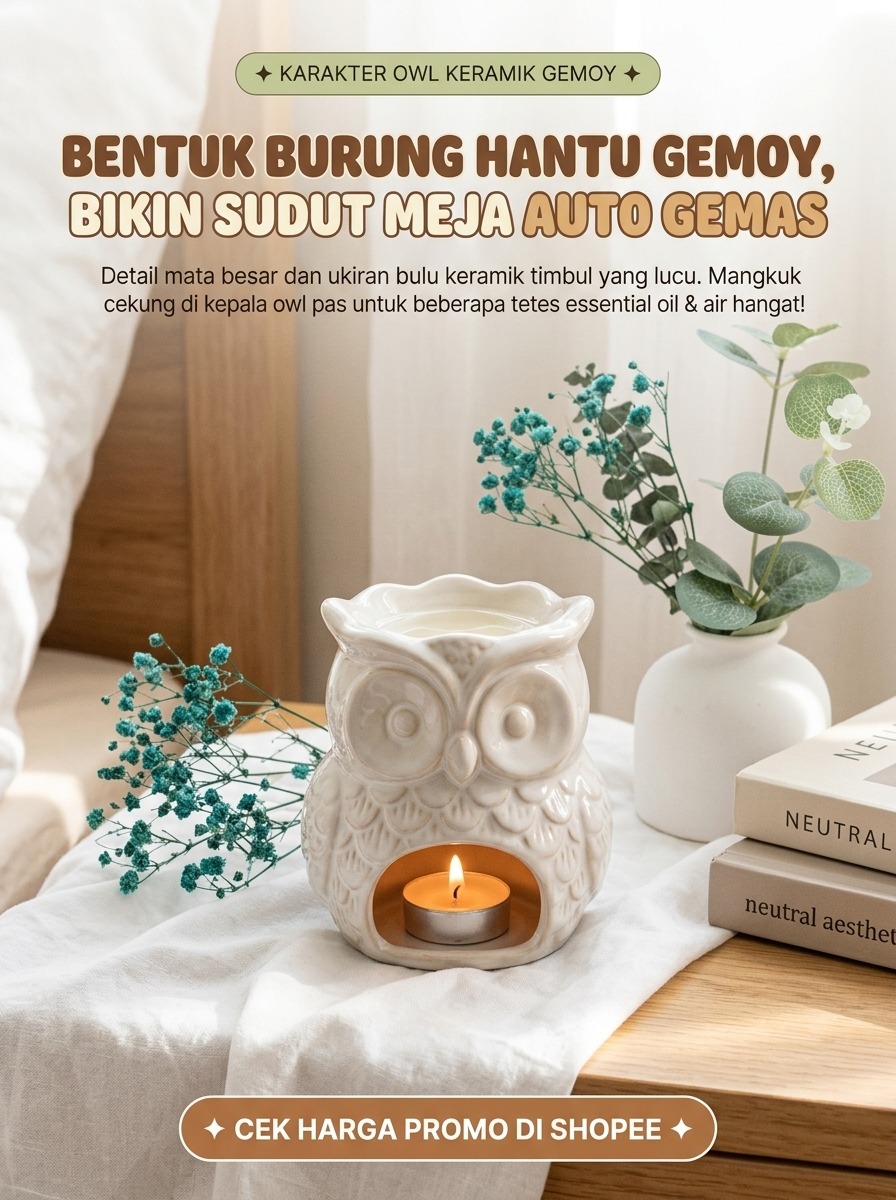 ✦ KARAKTER OWL KERAMIK GEMOY ✦
BENTUK BURUNG HANTU GEMOY,
BIKIN SUDUT MEJA AUTO GEMAS
Detail mata besar dan ukiran bulu keramik timbul yang lucu. Mangkuk
cekung di kepala owl pas untuk beberapa tetes essential oil & air hangat!
NEUTRAL
neutral aesthet
✦ CEK HARGA PROMO DI SHOPEE ✦